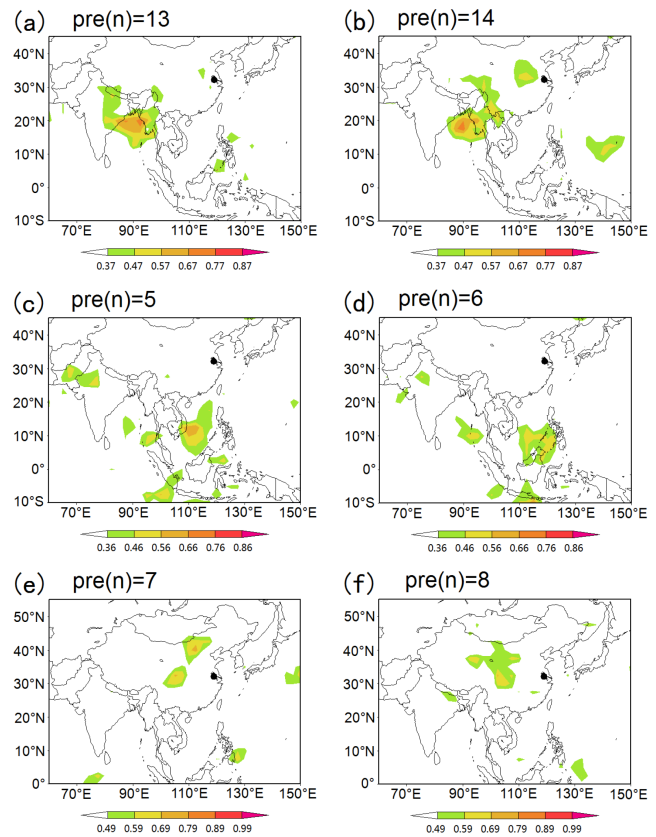 (a) pre(n)=13
(b) pre(n)=14
40°N
30°N
20°N
10°N
0°
10°S
70°E 90°E 110°E 130°E 150°E
0.37 0.47 0.57 0.67 0.77 0.87
40°N
30°N
20°N
10°N
0°
10°S
70°E 90°E 110°E 130°E 150°E
0.37 0.47 0.57 0.67 0.77 0.87
(c) pre(n)=5
(d) pre(n)=6
40°N
30°N
20°N
10°N
0°
10°S
70°E 90°E 110°E 130°E 150°E
0.36 0.46 0.56 0.66 0.76 0.86
40°N
30°N
20°N
10°N
0°
10°S
70°E 90°E 110°E 130°E 150°E
0.36 0.46 0.56 0.66 0.76 0.86
(e) pre(n)=7
(f) pre(n)=8
50°N
40°N
30°N
20°N
10°N
0°
70°E 90°E 110°E 130°E 150°E
0.49 0.59 0.69 0.79 0.89 0.99
50°N
40°N
30°N
20°N
10°N
0°
70°E 90°E 110°E 130°E 150°E
0.49 0.59 0.69 0.79 0.89 0.99